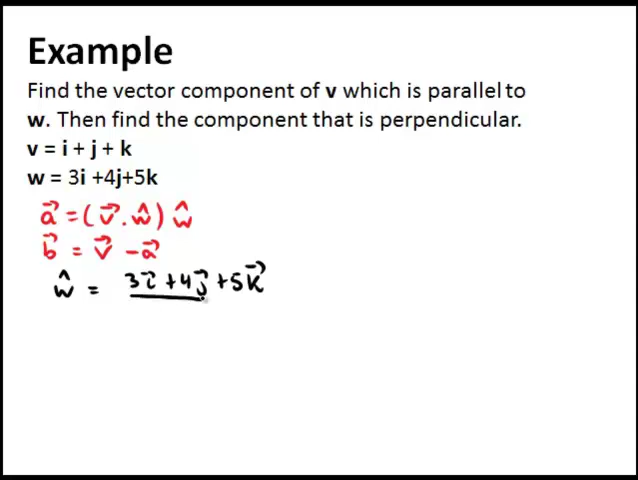 Example
Find the vector component of v which is parallel to
w. Then find the component that is perpendicular.
v = i + j + k
w = 3i +4j+5k
a⃗ = (v⃗ . ŵ) ŵ
b⃗ = v⃗ - a⃗
ŵ = 3i⃗ + 4j⃗ + 5k⃗